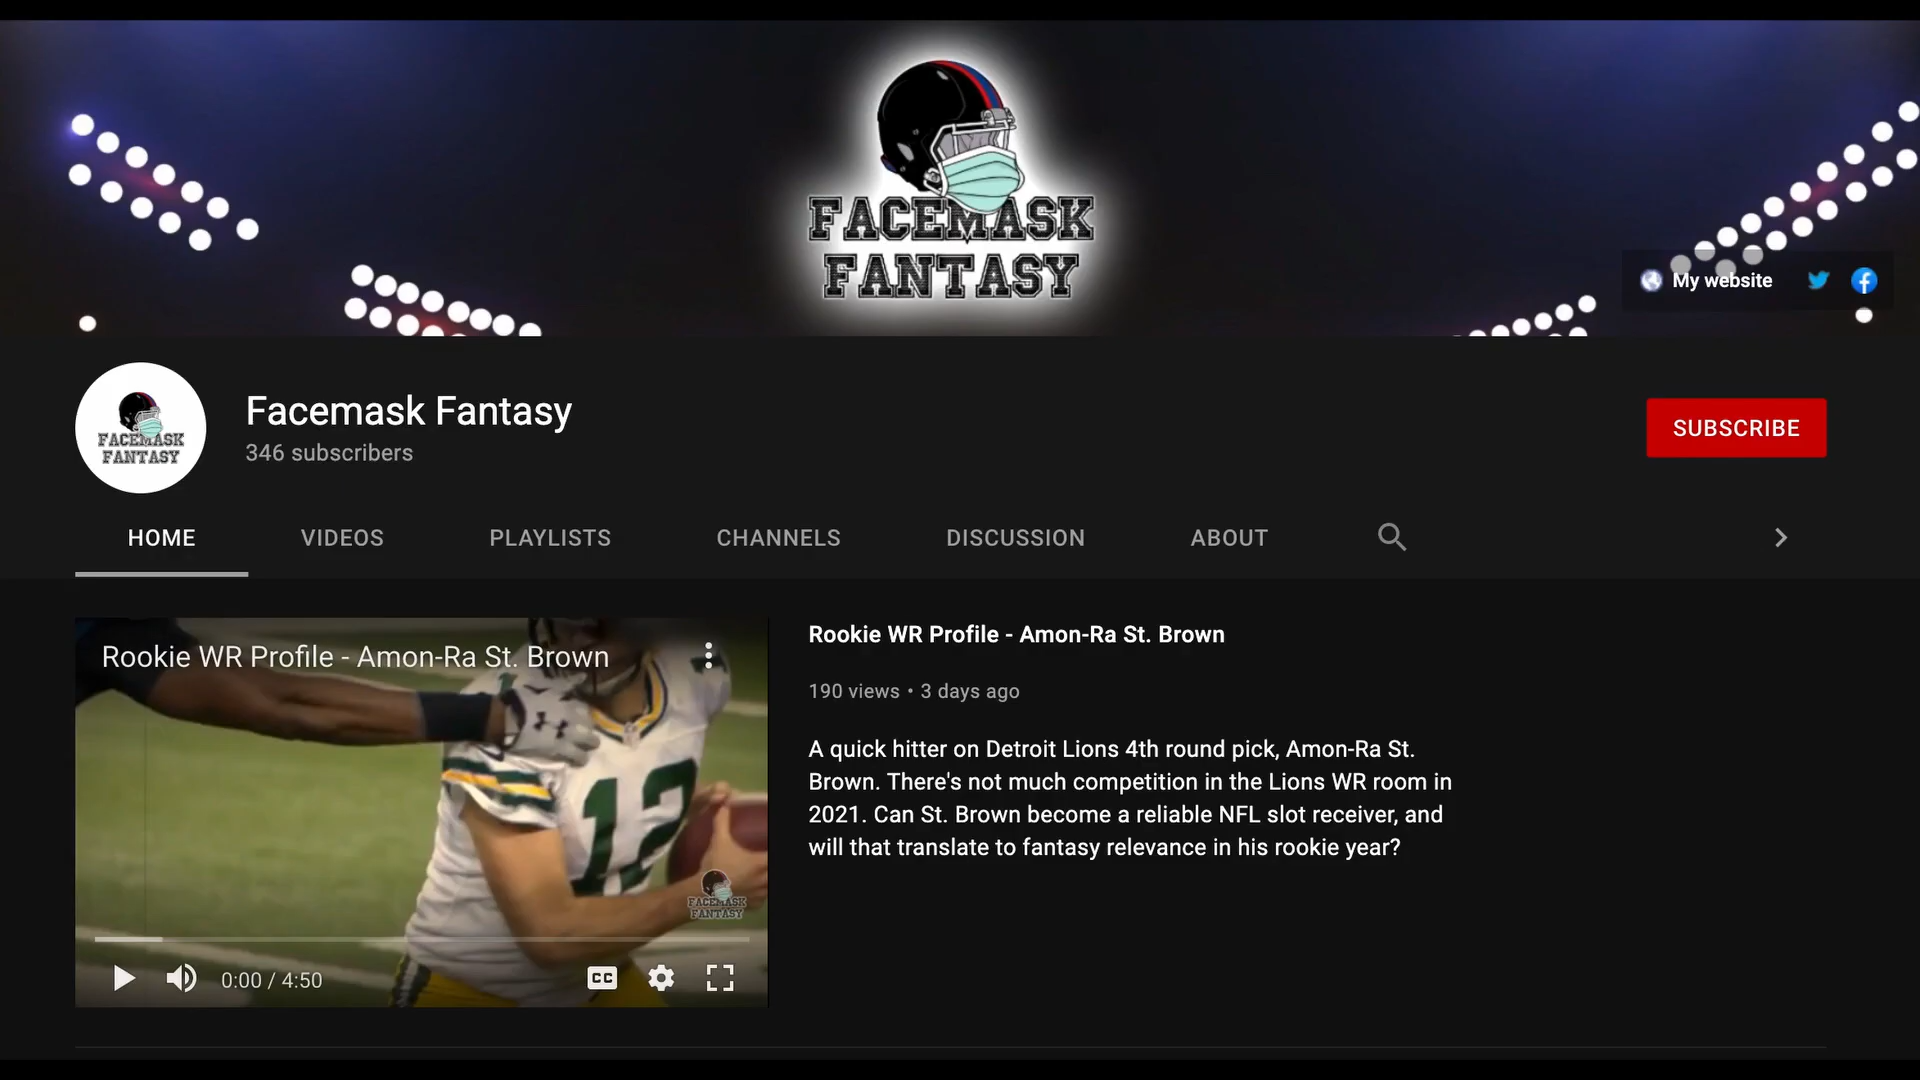 FACEMASK
FANTASY
My website
FACEMASK
FANTASY
Facemask Fantasy
346 subscribers
SUBSCRIBE
HOME
VIDEOS
PLAYLISTS
CHANNELS
DISCUSSION
ABOUT
Rookie WR Profile - Amon-Ra St. Brown
12
FACEMASK
FANTASY
0:00 / 4:50
CC
Rookie WR Profile - Amon-Ra St. Brown
190 views • 3 days ago
A quick hitter on Detroit Lions 4th round pick, Amon-Ra St.
Brown. There's not much competition in the Lions WR room in
2021. Can St. Brown become a reliable NFL slot receiver, and
will that translate to fantasy relevance in his rookie year?